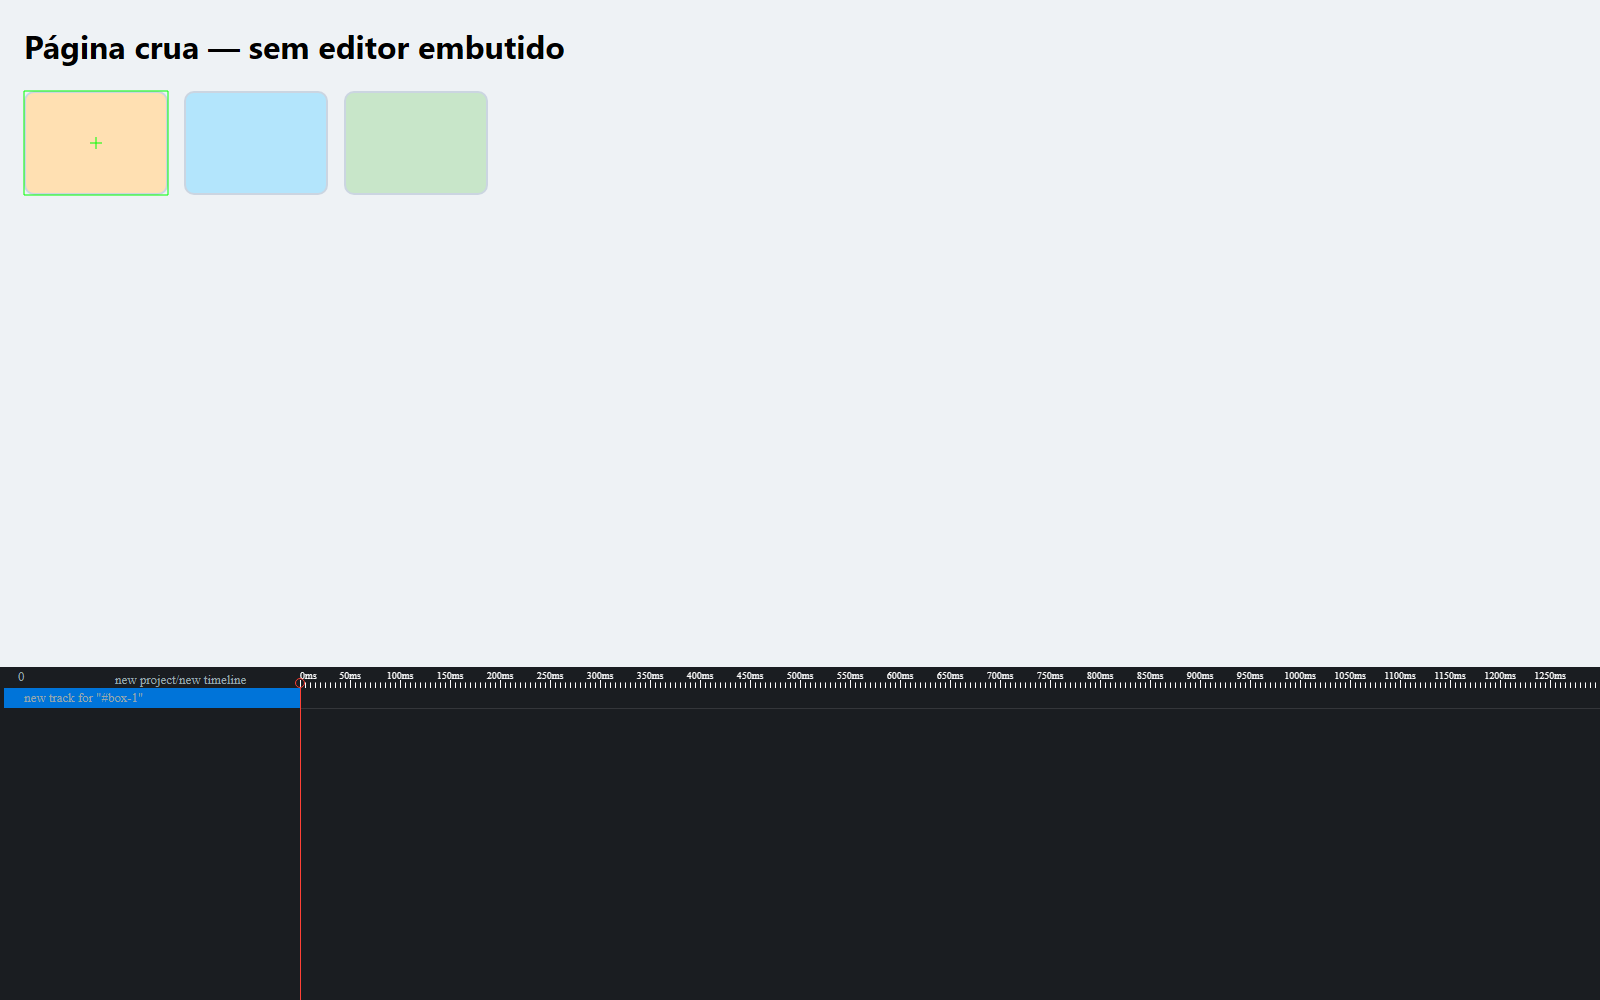 Página crua — sem editor embutido
0
new project/new timeline
0ms 50ms 100ms 150ms 200ms 250ms 300ms 350ms 400ms 450ms 500ms 550ms 600ms 650ms 700ms 750ms 800ms 850ms 900ms 950ms 1000ms 1050ms 1100ms 1150ms 1200ms 1250ms
new track for "#box-1"